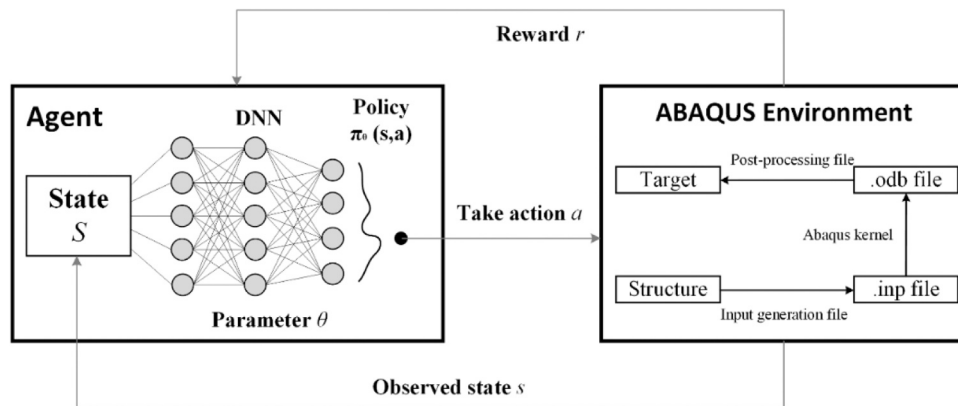 Reward r
Agent
DNN
Policy
π₀ (s,a)
State
S
Parameter θ
Take action a
ABAQUS Environment
Post-processing file
Target
.odb file
Abaqus kernel
Structure
.inp file
Input generation file
Observed state s